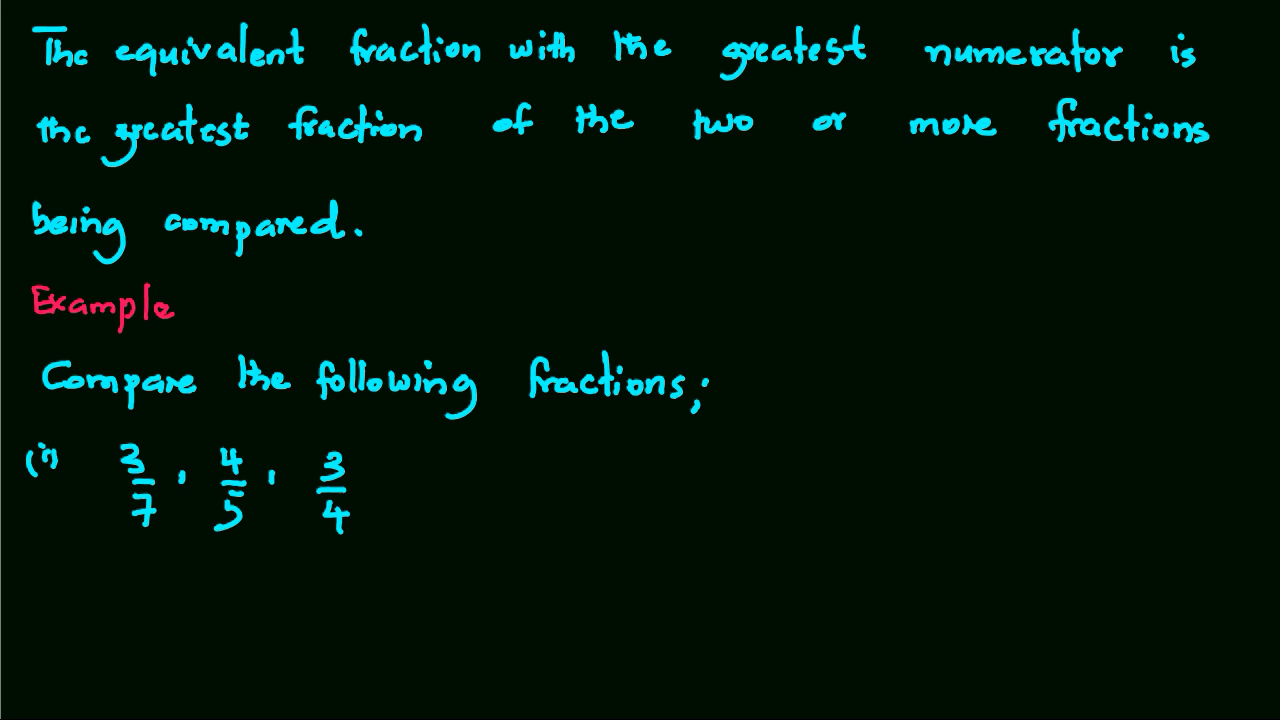 The equivalent fraction with the greatest numerator is
the greatest fraction of the two or more fractions
being compared.
Example
Compare the following fractions;
(i) 3/7, 4/5, 3/4